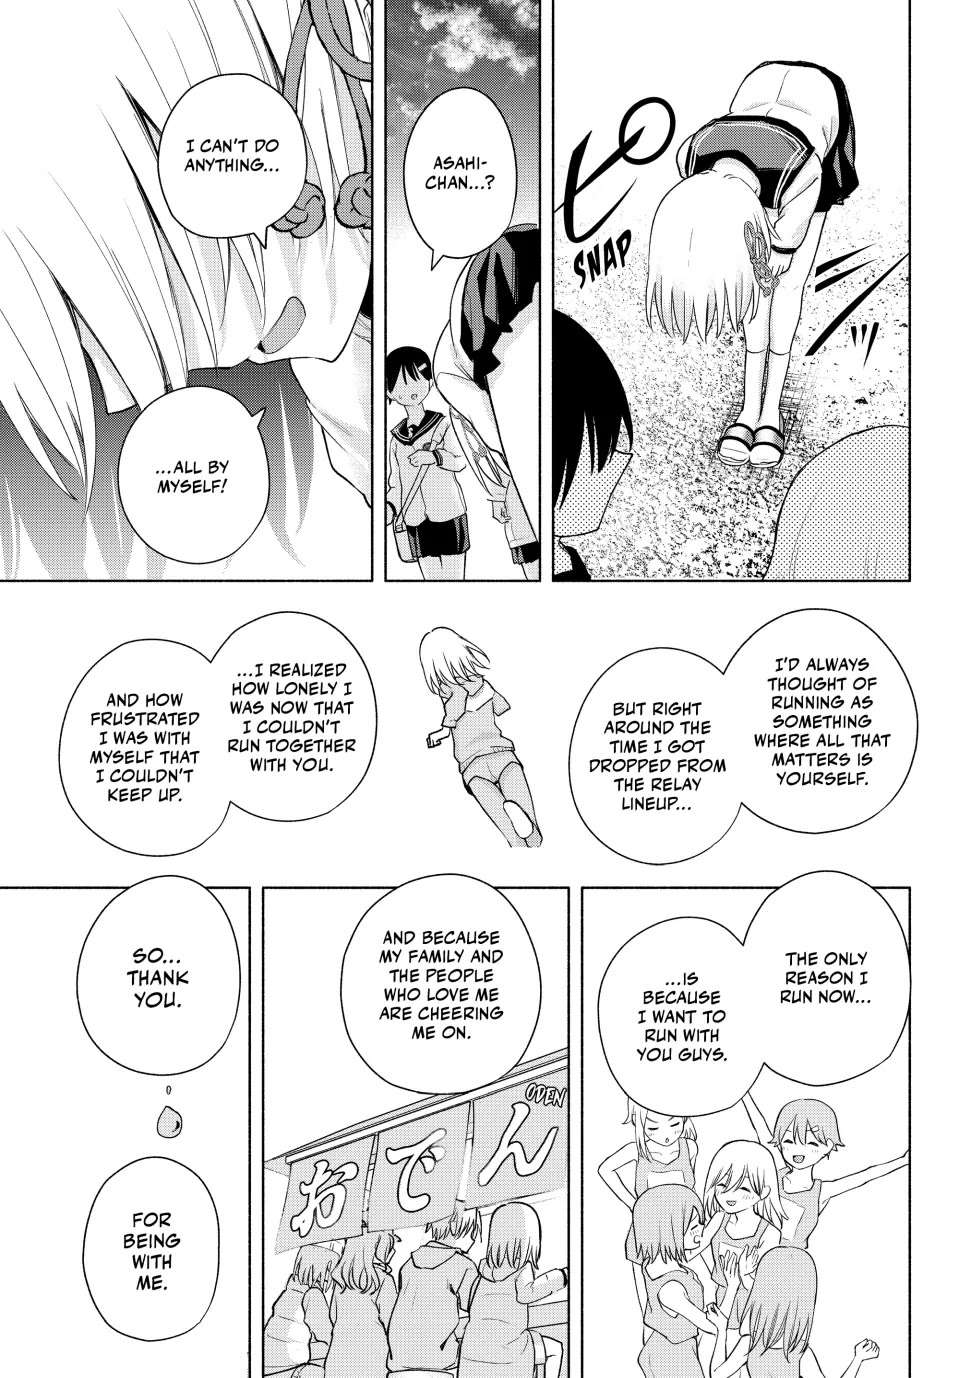 ピ
SNAP
ASAHI-
CHAN...?
I CAN'T DO
ANYTHING...
...ALL BY
MYSELF!
I'D ALWAYS
THOUGHT OF
RUNNING AS
SOMETHING
WHERE ALL THAT
MATTERS IS
YOURSELF.
BUT RIGHT
AROUND THE
TIME I GOT
DROPPED FROM
THE RELAY
LINEUP...
...I REALIZED
HOW LONELY I
WAS NOW THAT
I COULDN'T
RUN TOGETHER
WITH YOU.
AND HOW
FRUSTRATED
I WAS WITH
MYSELF THAT
I COULDN'T
KEEP UP.
THE ONLY
REASON I
RUN NOW...
...IS
BECAUSE
I WANT TO
RUN WITH
YOU GUYS.
AND BECAUSE
MY FAMILY AND
THE PEOPLE
WHO LOVE ME
ARE CHEERING
ME ON.
ODEN
おでん
SO...
THANK
YOU.
FOR
BEING
WITH
ME.